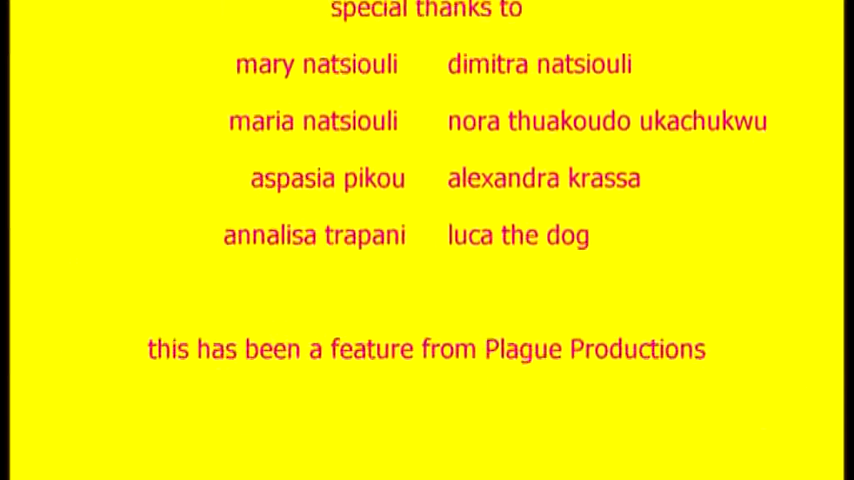 special thanks to
mary natsiouli dimitra natsiouli
maria natsiouli nora thuakoudo ukachukwu
aspasia pikou alexandra krassa
annalisa trapani luca the dog
this has been a feature from Plague Productions